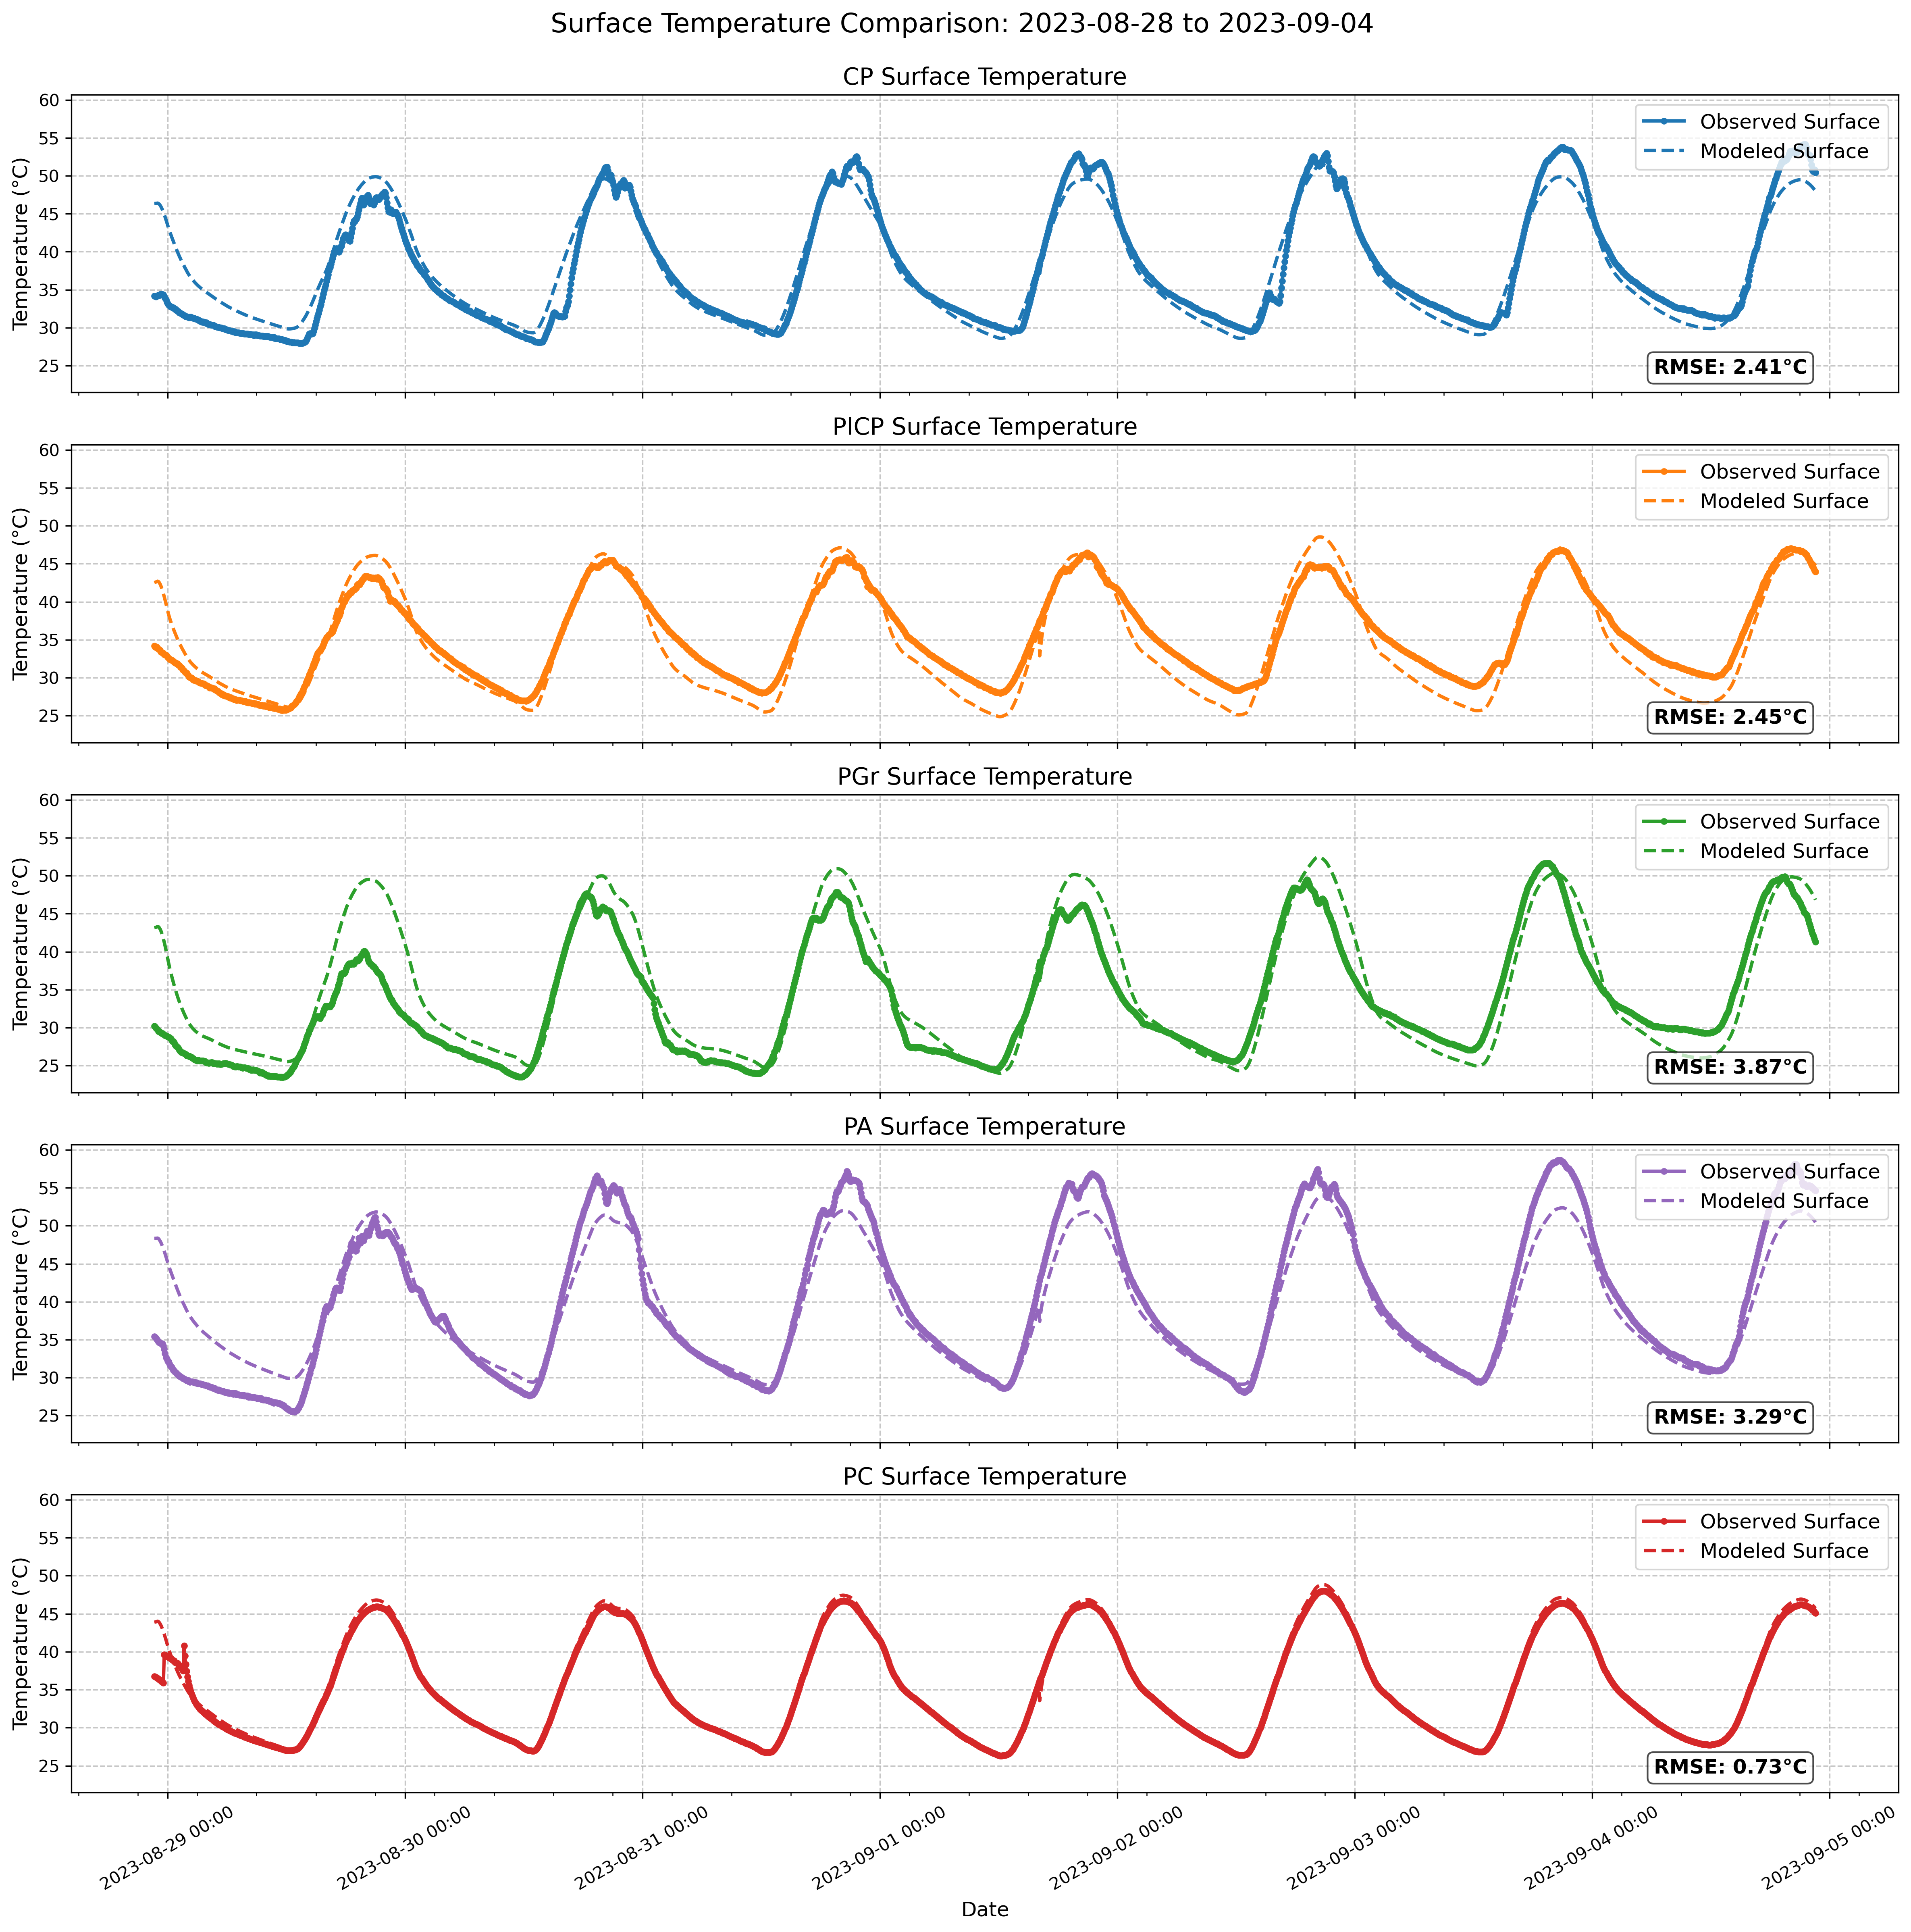 Surface Temperature Comparison: 2023-08-28 to 2023-09-04
CP Surface Temperature
Temperature (°C)
60
55
50
45
40
35
30
25
Observed Surface
Modeled Surface
RMSE: 2.41°C
PICP Surface Temperature
Temperature (°C)
60
55
50
45
40
35
30
25
Observed Surface
Modeled Surface
RMSE: 2.45°C
PGr Surface Temperature
Temperature (°C)
60
55
50
45
40
35
30
25
Observed Surface
Modeled Surface
RMSE: 3.87°C
PA Surface Temperature
Temperature (°C)
60
55
50
45
40
35
30
25
Observed Surface
Modeled Surface
RMSE: 3.29°C
PC Surface Temperature
Temperature (°C)
60
55
50
45
40
35
30
25
Observed Surface
Modeled Surface
RMSE: 0.73°C
2023-08-29 00:00
2023-08-30 00:00
2023-08-31 00:00
2023-09-01 00:00
2023-09-02 00:00
2023-09-03 00:00
2023-09-04 00:00
2023-09-05 00:00
Date